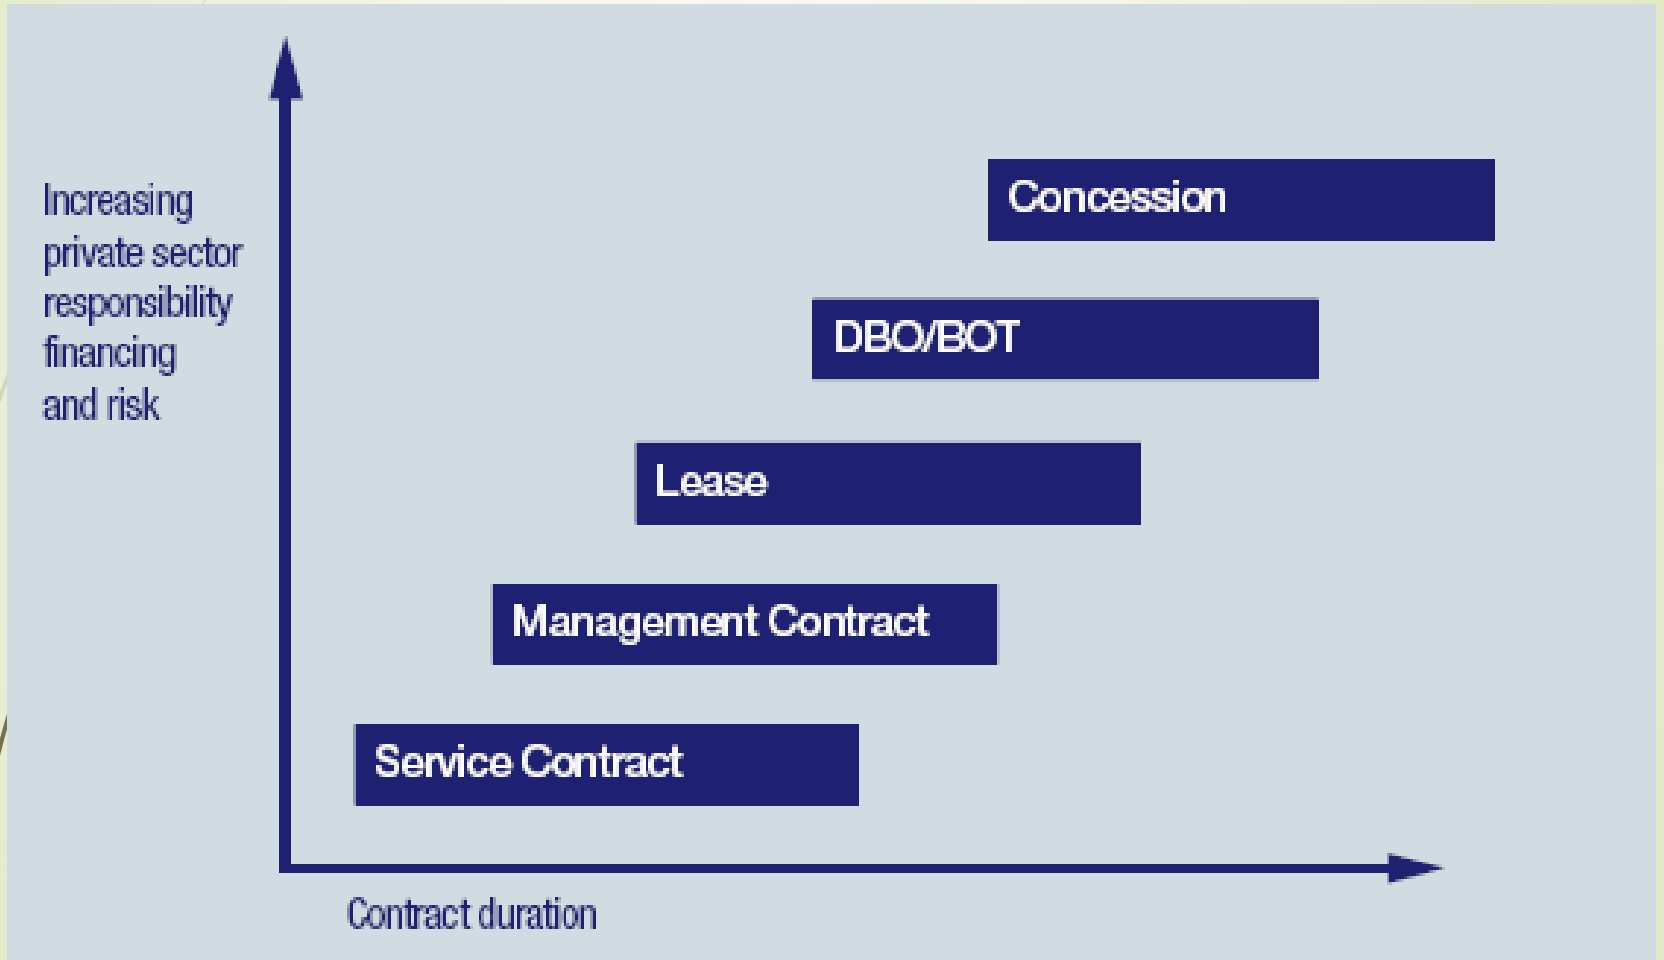 Increasing
private sector
responsibility
financing
and risk
Concession
DBO/BOT
Lease
Management Contract
Service Contract
Contract duration